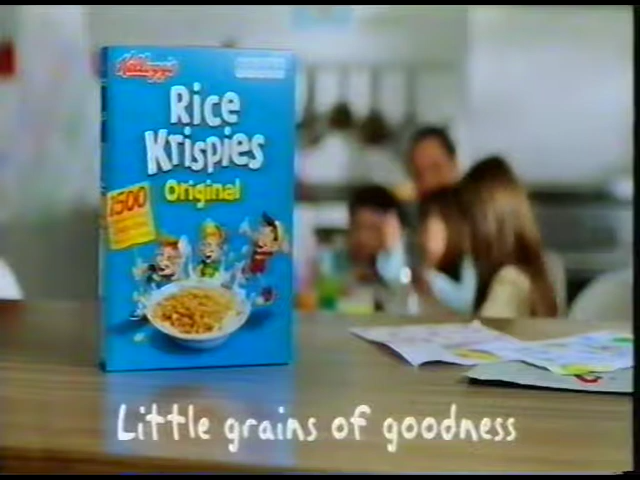 Kellogg's
Rice
Krispies
Original
1500
Little grains of goodness